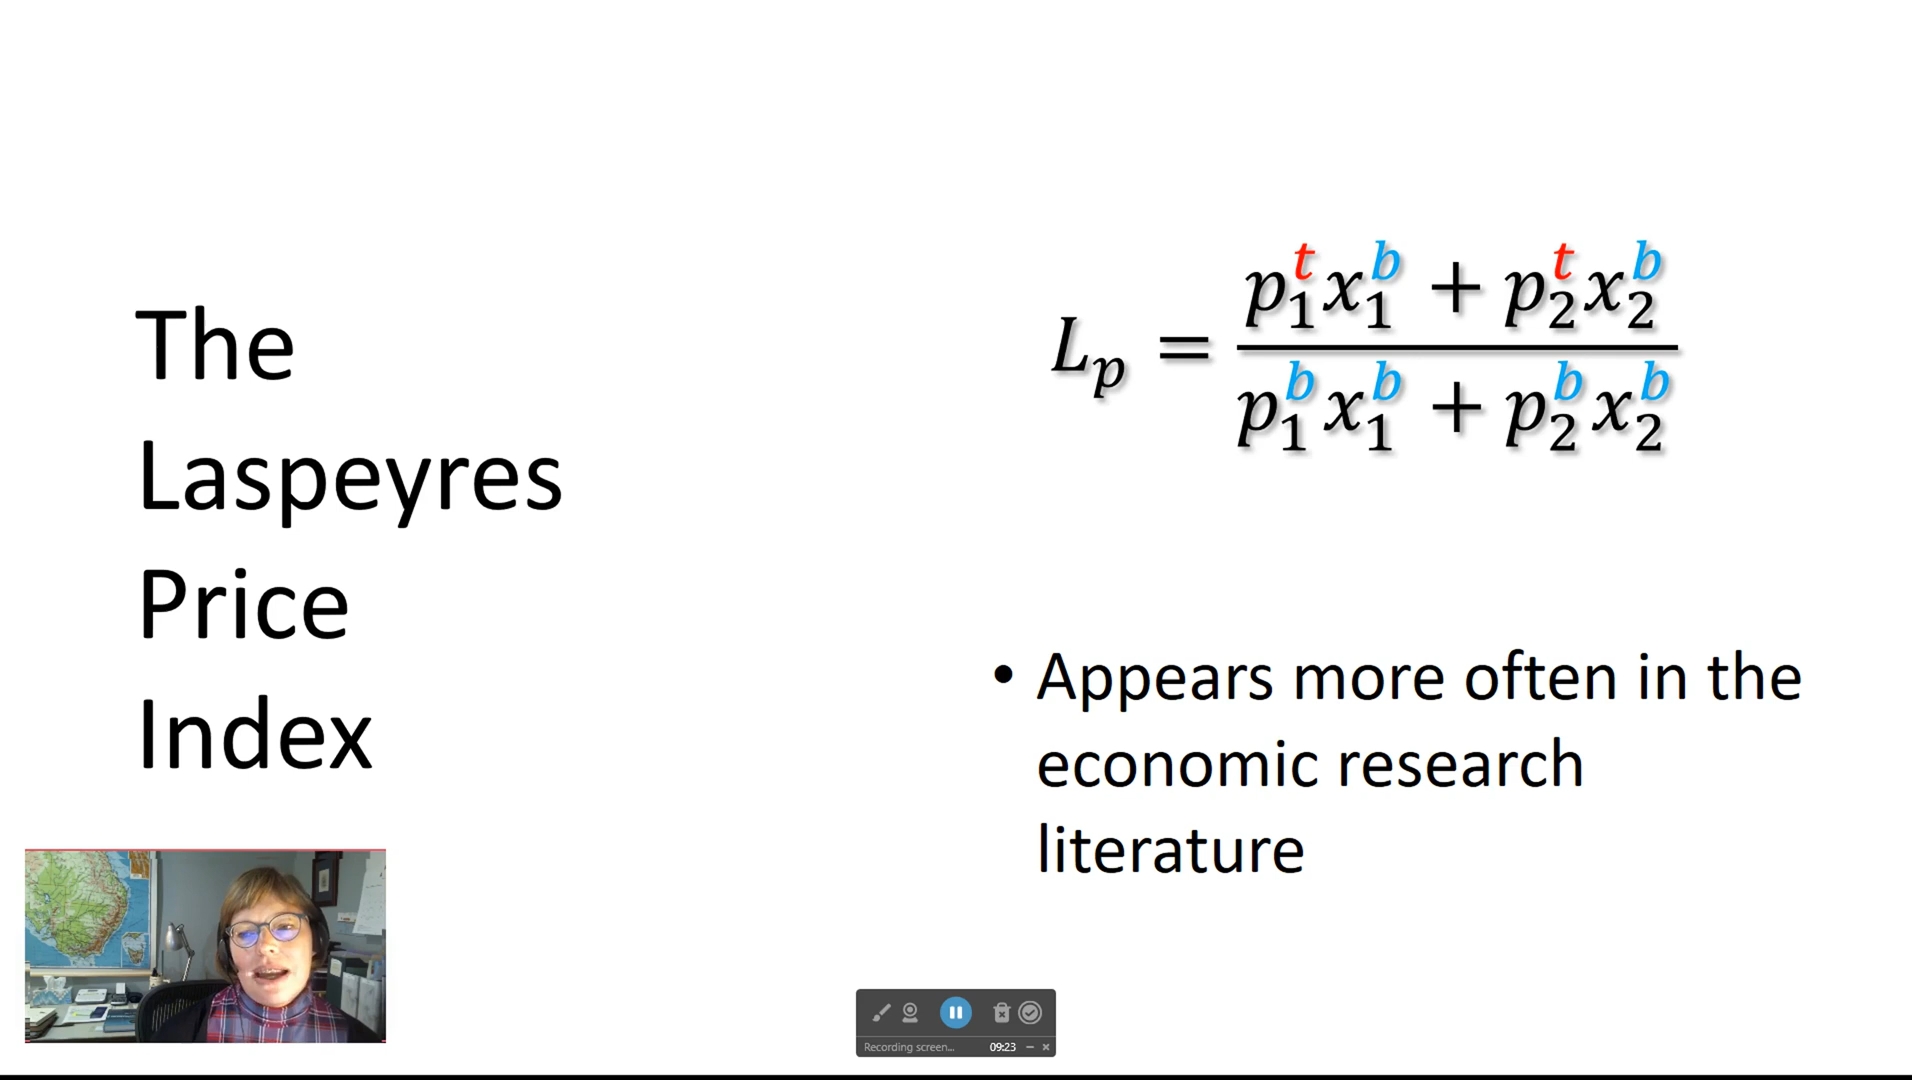 The
Laspeyres
Price
Index
L_p = \frac{p_1^t x_1^b + p_2^t x_2^b}{p_1^b x_1^b + p_2^b x_2^b}
• Appears more often in the
economic research
literature
Recording screen... 09:23